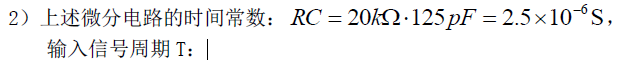 2）上述微分电路的时间常数：RC = 20kΩ·125pF = 2.5×10⁻⁶S，
输入信号周期 T：